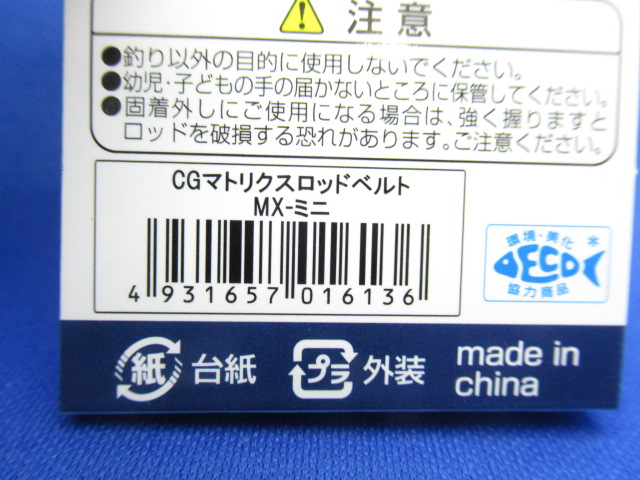 注意
●釣り以外の目的に使用しないでください。
●幼児・子どもの手の届かないところに保管してください。
●固着外しにご使用になる場合は、強く握りますと
ロッドを破損する恐れがあります。ご注意ください。
CGマトリクスロッドベルト
MX-ミニ
4 931657 016136
環境・美化
ECO
協力商品
紙 台紙
プラ 外装
made in
china